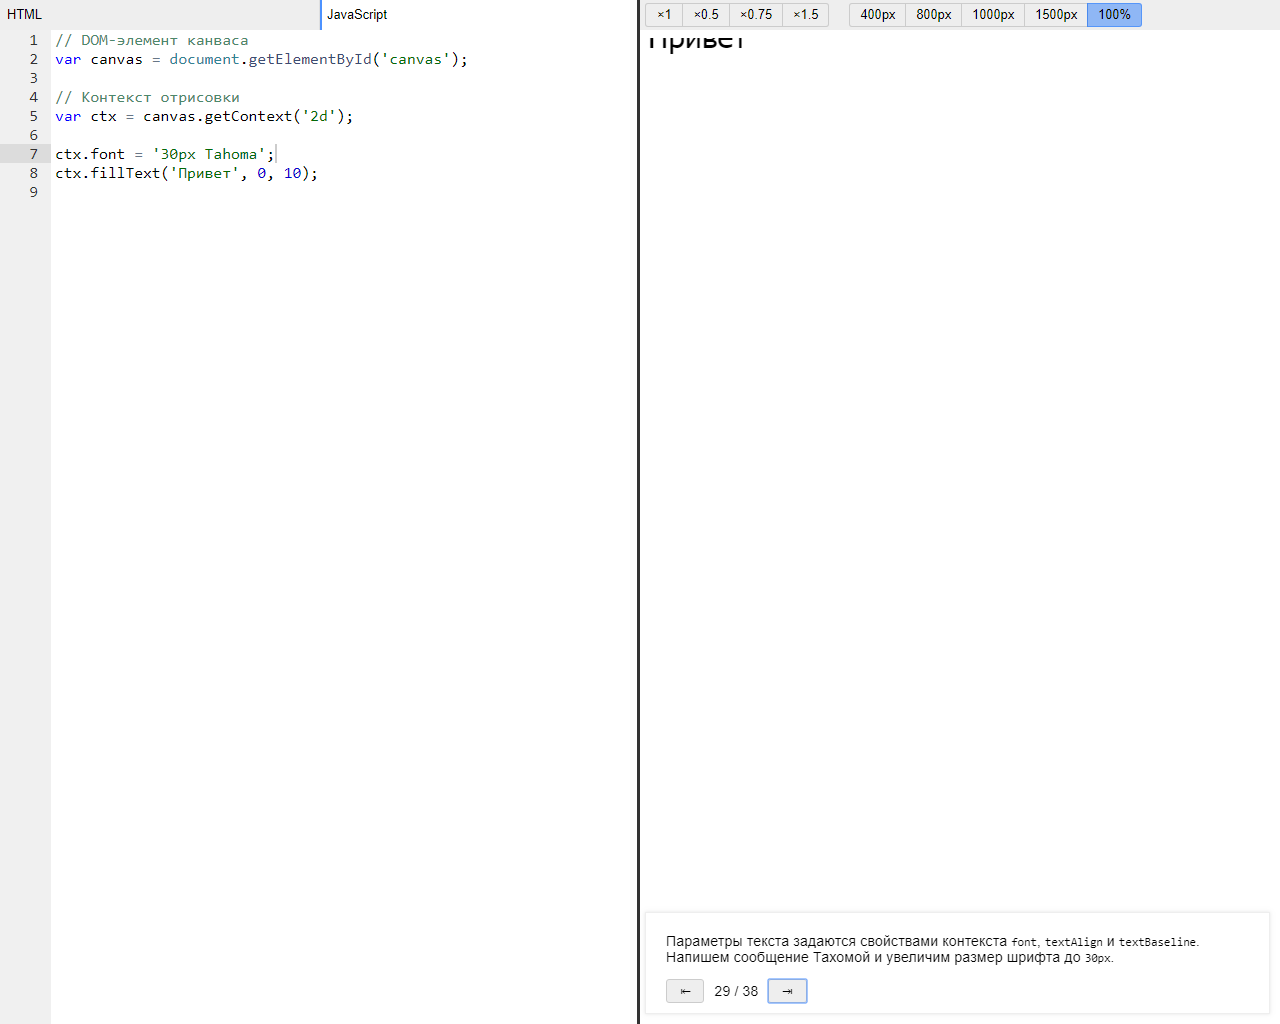 HTML
JavaScript
×1 ×0.5 ×0.75 ×1.5 400px 800px 1000px 1500px 100%
1 // DOM-элемент канваса
2 var canvas = document.getElementById('canvas');
3
4 // Контекст отрисовки
5 var ctx = canvas.getContext('2d');
6
7 ctx.font = '30px Tahoma';
8 ctx.fillText('Привет', 0, 10);
9
Привет
Параметры текста задаются свойствами контекста font, textAlign и textBaseline.
Напишем сообщение Тахомой и увеличим размер шрифта до 30px.
⇤ 29 / 38 ⇥